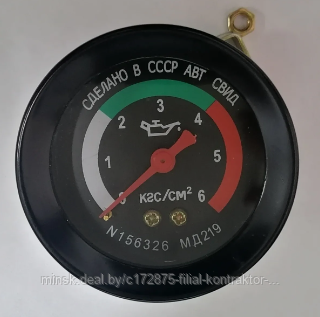 СДЕЛАНО В СССР АВТ СВИД.
3
2 4
1 5
0 6
кгс/см²
N156326 МД219
minsk.deal.by/c172875-filial-kontraktor-...